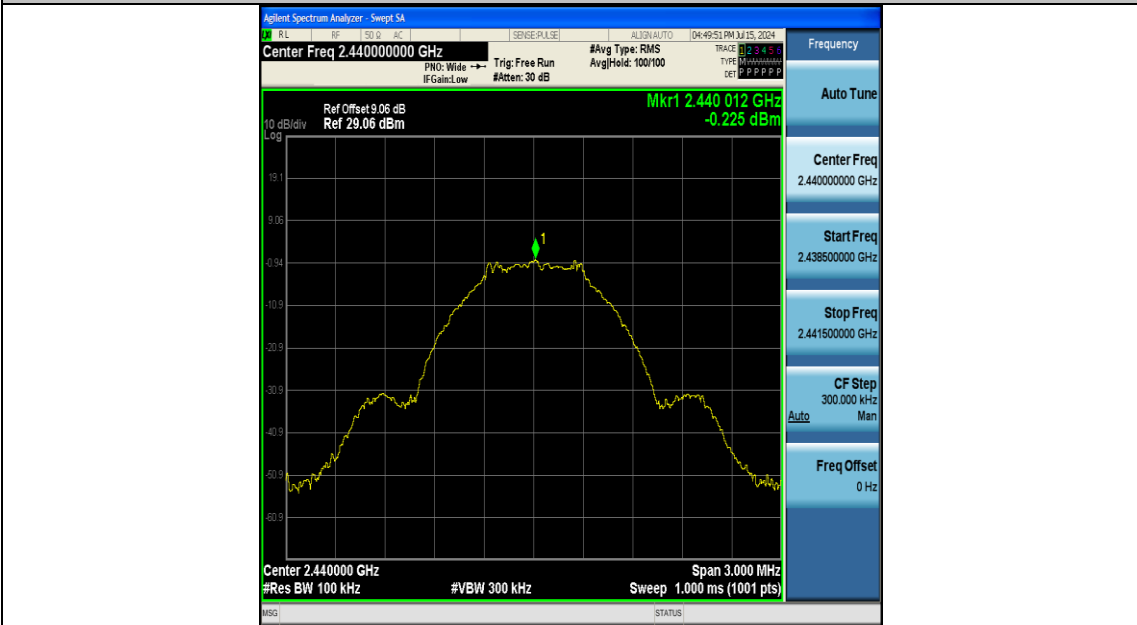 Agilent Spectrum Analyzer - Swept SA
RL RF 50 Ω AC SENSE:PULSE ALIGNAUTO 04:49:51 PM Jul 15, 2024
Center Freq 2.440000000 GHz
PNO: Wide
IFGain:Low
Trig: Free Run
#Atten: 30 dB
#Avg Type: RMS
Avg|Hold: 100/100
TRACE 1 2 3 4 5 6
TYPE
DET P P P P P P
Mkr1 2.440 012 GHz
-0.225 dBm
Ref Offset 9.06 dB
Ref 29.06 dBm
10 dB/div
Log
19.1
9.06
-0.94
-10.9
-20.9
-30.9
-40.9
-50.9
-60.9
1
Center 2.440000 GHz
Span 3.000 MHz
#Res BW 100 kHz
#VBW 300 kHz
Sweep 1.000 ms (1001 pts)
MSG
STATUS
Frequency
Auto Tune
Center Freq
2.440000000 GHz
Start Freq
2.438500000 GHz
Stop Freq
2.441500000 GHz
CF Step
300.000 kHz
Auto Man
Freq Offset
0 Hz